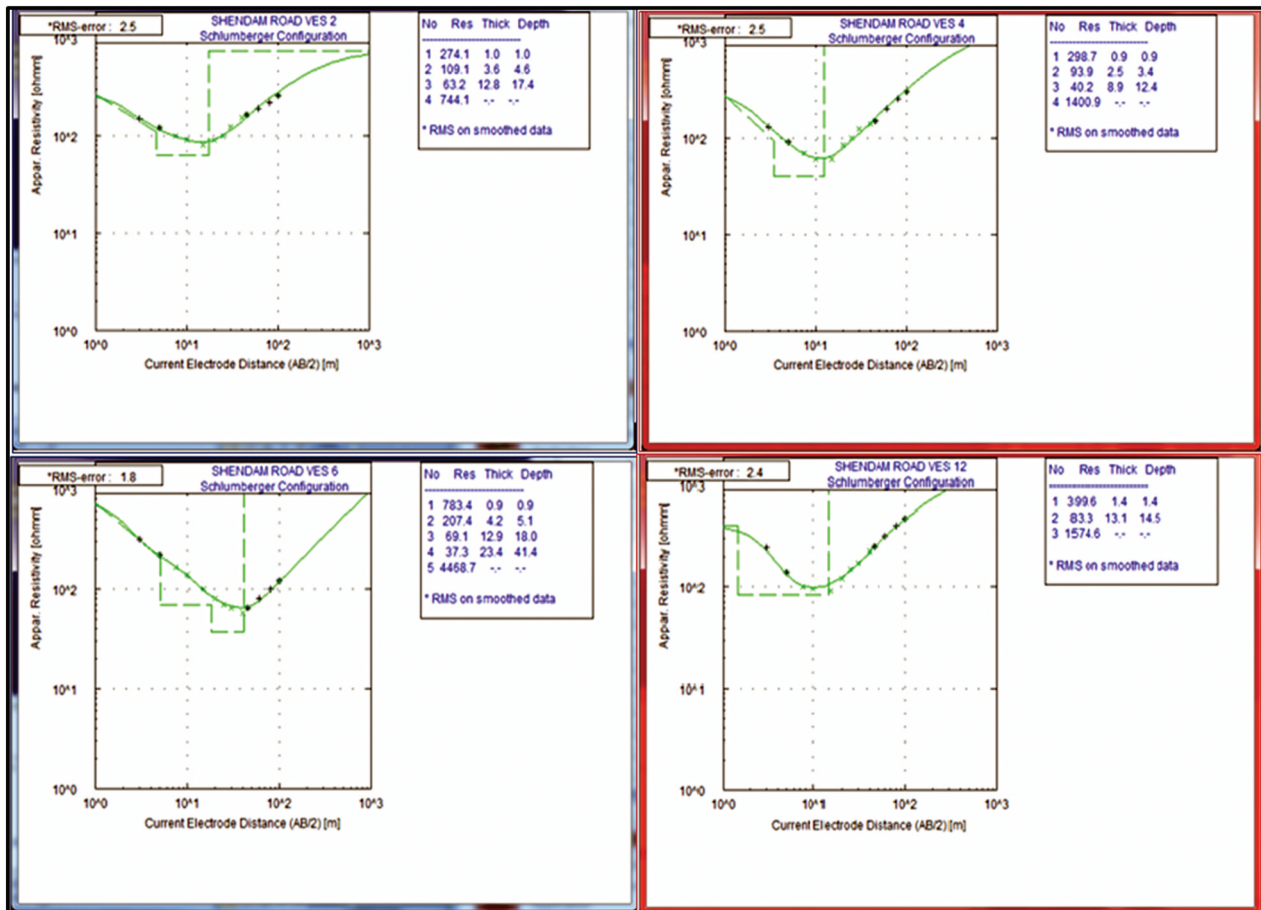 *RMS-error : 2.5
SHENDAM ROAD VES 2
Schlumberger Configuration
No Res Thick Depth
1 274.1 1.0 1.0
2 109.1 3.6 4.6
3 63.2 12.8 17.4
4 744.1 -.- -.-
* RMS on smoothed data
Appar. Resistivity [ohmm]
10^3
10^2
10^1
10^0
10^0 10^1 10^2 10^3
Current Electrode Distance (AB/2) [m]
*RMS-error : 2.5
SHENDAM ROAD VES 4
Schlumberger Configuration
No Res Thick Depth
1 298.7 0.9 0.9
2 93.9 2.5 3.4
3 40.2 8.9 12.4
4 1400.9 -.- -.-
* RMS on smoothed data
Appar. Resistivity [ohmm]
10^3
10^2
10^1
10^0
10^0 10^1 10^2 10^3
Current Electrode Distance (AB/2) [m]
*RMS-error : 1.8
SHENDAM ROAD VES 6
Schlumberger Configuration
No Res Thick Depth
1 783.4 0.9 0.9
2 207.4 4.2 5.1
3 69.1 12.9 18.0
4 37.3 23.4 41.4
5 4468.7 -.- -.-
* RMS on smoothed data
Appar. Resistivity [ohmm]
10^3
10^2
10^1
10^0
10^0 10^1 10^2 10^3
Current Electrode Distance (AB/2) [m]
*RMS-error : 2.4
SHENDAM ROAD VES 12
Schlumberger Configuration
No Res Thick Depth
1 399.6 1.4 1.4
2 83.3 13.1 14.5
3 1574.6 -.- -.-
* RMS on smoothed data
Appar. Resistivity [ohmm]
10^3
10^2
10^1
10^0
10^0 10^1 10^2 10^3
Current Electrode Distance (AB/2) [m]